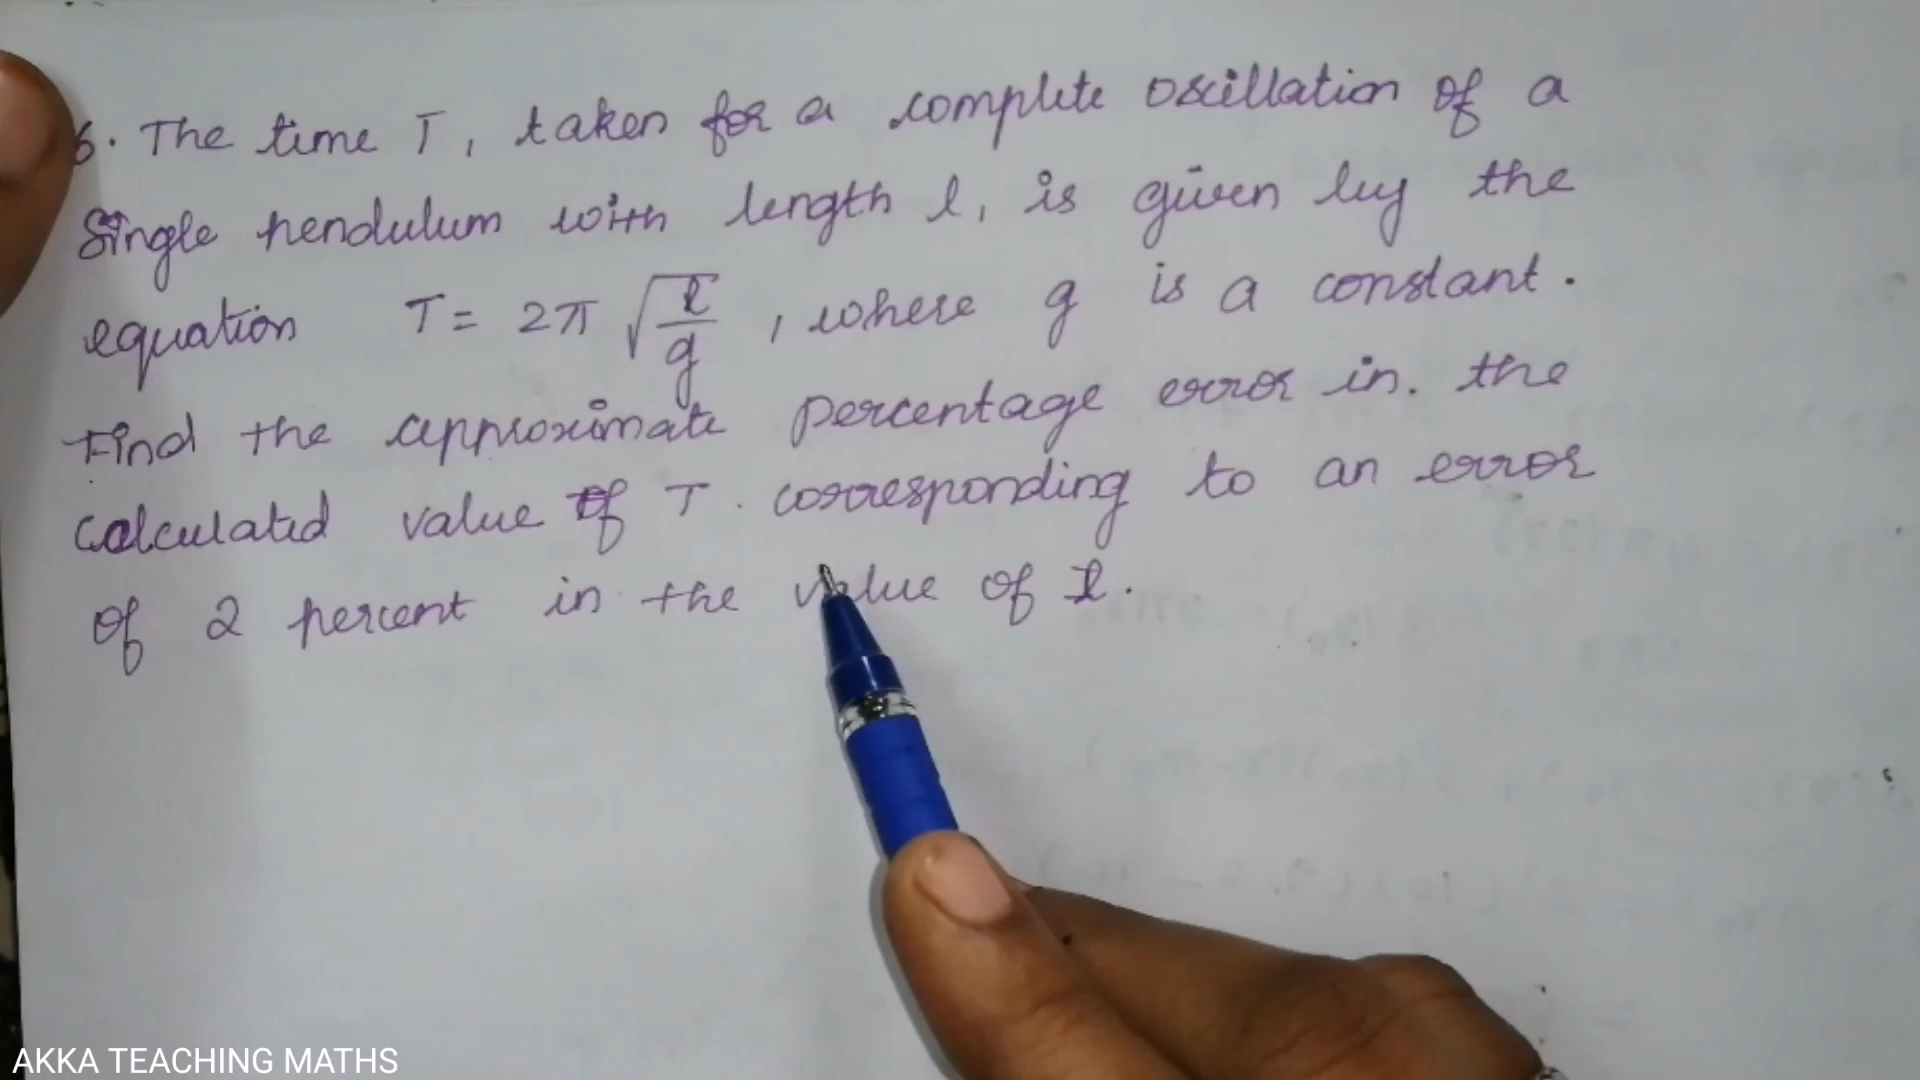 6. The time T, taken for a complete oscillation of a
Single pendulum with length l, is given by the
equation T = 2π √(l/g) , where g is a constant.
Find the approximate percentage error in. the
calculated value of T. corresponding to an error
of 2 percent in the value of l.
AKKA TEACHING MATHS